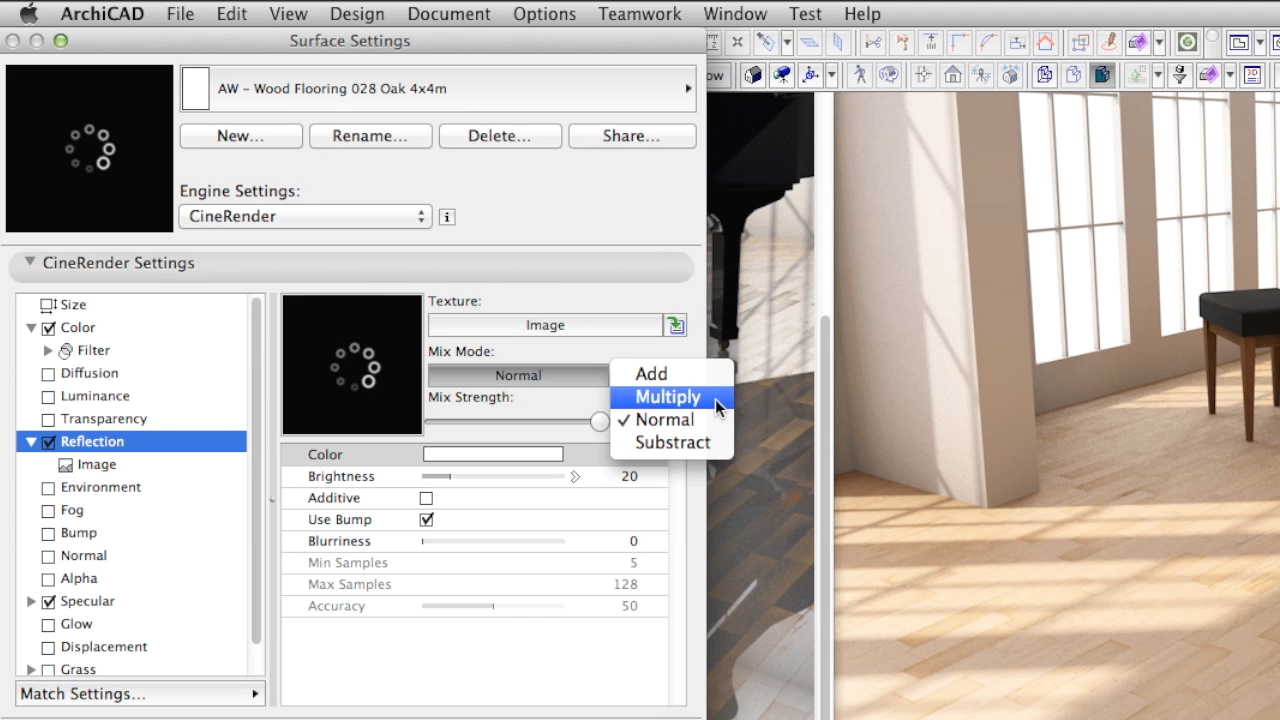 ArchiCAD File Edit View Design Document Options Teamwork Window Test Help
Surface Settings
AW - Wood Flooring 028 Oak 4x4m
New... Rename... Delete... Share...
Engine Settings:
CineRender
i
CineRender Settings
Size
Color
Filter
Diffusion
Luminance
Transparency
Reflection
Image
Environment
Fog
Bump
Normal
Alpha
Specular
Glow
Displacement
Grass
Match Settings...
Texture:
Image
Mix Mode:
Normal
Mix Strength:
Add
Multiply
Normal
Substract
Color
Brightness 20
Additive
Use Bump
Blurriness 0
Min Samples 5
Max Samples 128
Accuracy 50
ow
3D